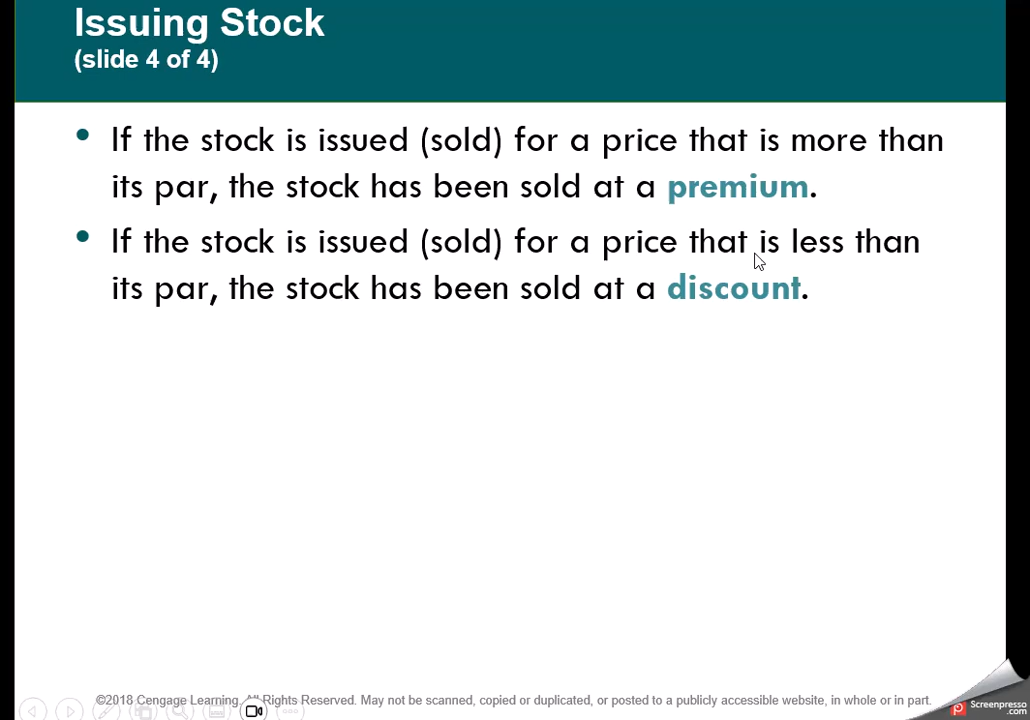 Issuing Stock
(slide 4 of 4)
• If the stock is issued (sold) for a price that is more than
its par, the stock has been sold at a premium.
• If the stock is issued (sold) for a price that is less than
its par, the stock has been sold at a discount.
©2018 Cengage Learning. All Rights Reserved. May not be scanned, copied or duplicated, or posted to a publicly accessible website, in whole or in part.
Screenpresso
.com